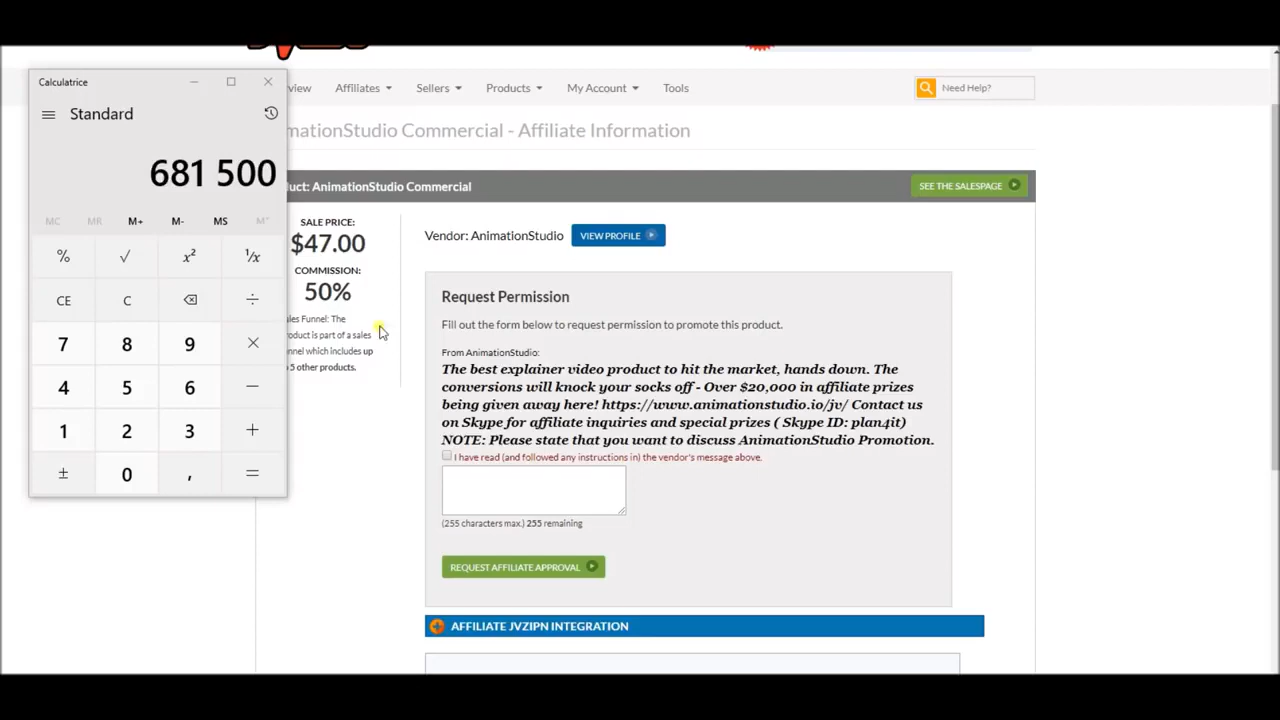 Calculatrice
Standard
681 500
MC MR M+ M- MS
% √ x² ¹/x
CE C ÷
7 8 9 ×
4 5 6 −
1 2 3 +
± 0 , =
view Affiliates Sellers Products My Account Tools
Need Help?
mationStudio Commercial - Affiliate Information
uct: AnimationStudio Commercial
SEE THE SALESPAGE
SALE PRICE:
$47.00
COMMISSION:
50%
les Funnel: The
roduct is part of a sales
nnel which includes up
5 other products.
Vendor: AnimationStudio VIEW PROFILE
Request Permission
Fill out the form below to request permission to promote this product.
From AnimationStudio:
The best explainer video product to hit the market, hands down. The
conversions will knock your socks off - Over $20,000 in affiliate prizes
being given away here! https://www.animationstudio.io/jv/ Contact us
on Skype for affiliate inquiries and special prizes ( Skype ID: plan4it)
NOTE: Please state that you want to discuss AnimationStudio Promotion.
I have read (and followed any instructions in) the vendor's message above.
(255 characters max.) 255 remaining
REQUEST AFFILIATE APPROVAL
AFFILIATE JVZIPN INTEGRATION